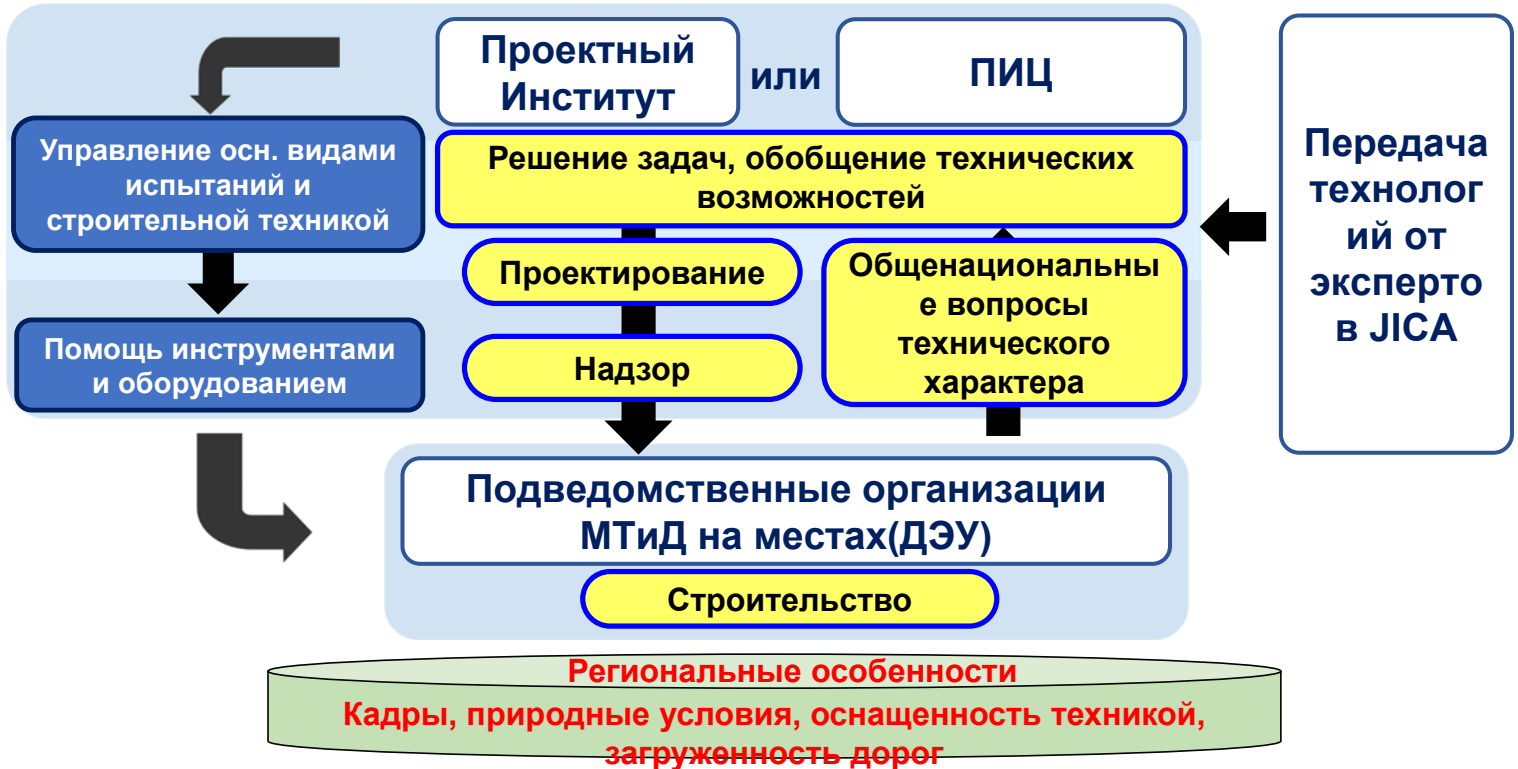 Проектный
Институт
или
ПИЦ
Управление осн. видами
испытаний и
строительной техникой
Решение задач, обобщение технических
возможностей
Передача
технолог
ий от
эксперто
в JICA
Проектирование
Общенациональны
е вопросы
технического
характера
Помощь инструментами
и оборудованием
Надзор
Подведомственные организации
МТиД на местах(ДЭУ)
Строительство
Региональные особенности
Кадры, природные условия, оснащенность техникой,
загруженность дорог